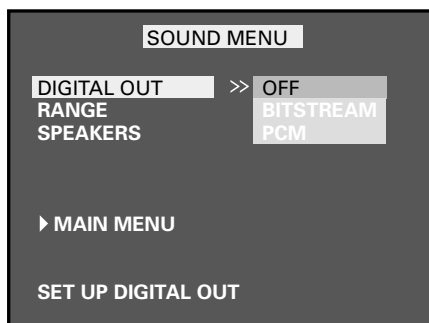 SOUND MENU
DIGITAL OUT >> OFF
RANGE BITSTREAM
SPEAKERS PCM
MAIN MENU
SET UP DIGITAL OUT